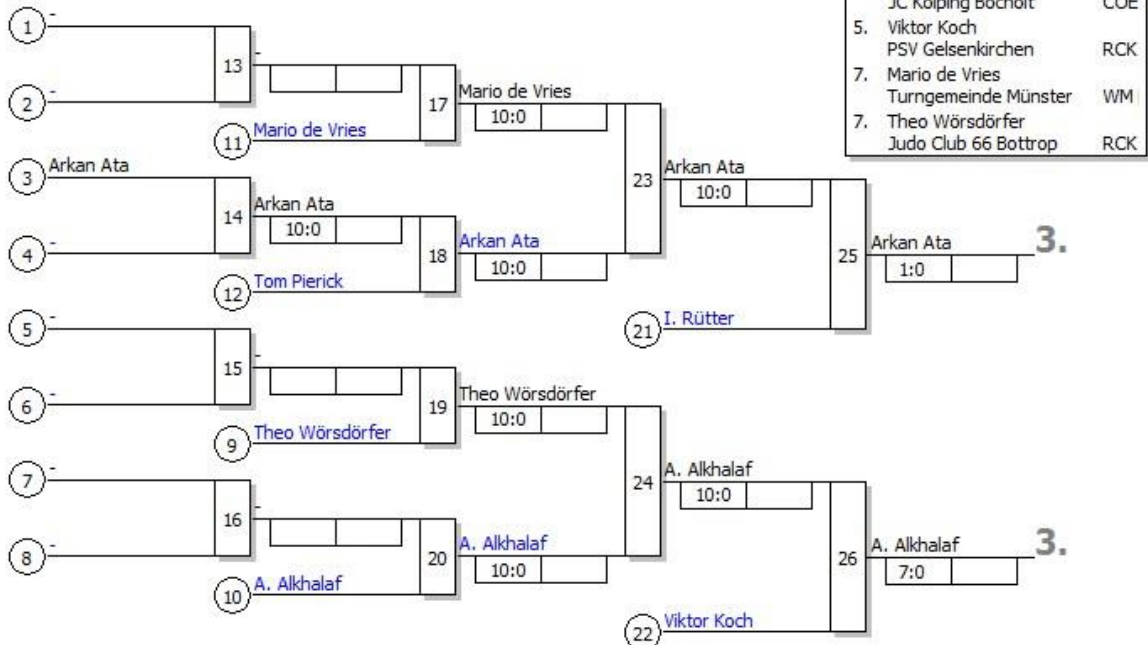 JC Kolping Bocholt COE
5. Viktor Koch
PSV Gelsenkirchen RCK
7. Mario de Vries
Turngemeinde Münster WM
7. Theo Wörsdörfer
Judo Club 66 Bottrop RCK
1 -
13 -
2 -
17 Mario de Vries
10:0
11 Mario de Vries
3 Arkan Ata
23 Arkan Ata
10:0
14 Arkan Ata
10:0
4 -
18 Arkan Ata
10:0
25 Arkan Ata 3.
1:0
12 Tom Pierick
5 -
21 I. Rütter
15 -
6 -
19 Theo Wörsdörfer
10:0
9 Theo Wörsdörfer
7 -
24 A. Alkhalaf
10:0
16 -
8 -
20 A. Alkhalaf
10:0
26 A. Alkhalaf 3.
7:0
10 A. Alkhalaf
22 Viktor Koch